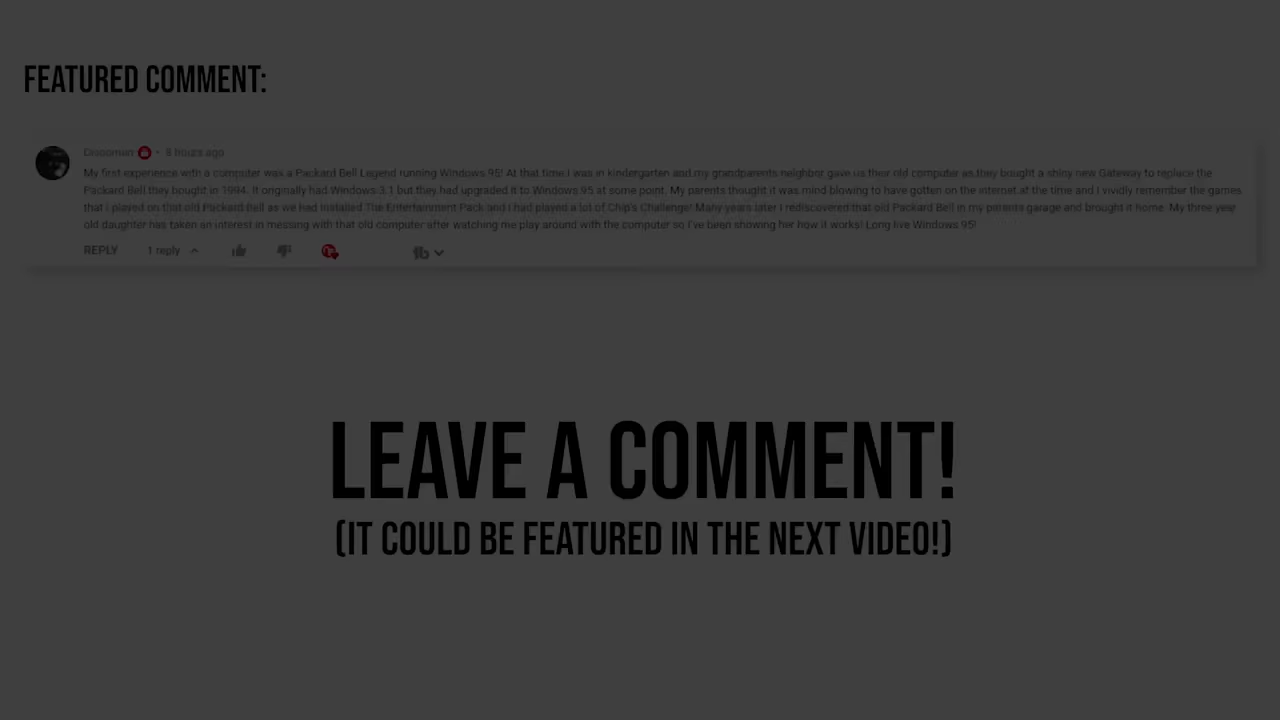 FEATURED COMMENT:
8 hours ago
My first experience with a computer was a Packard Bell Legend running Windows 95! At that time I was in kindergarten and my grandparents neighbor gave us their old computer as they bought a shiny new Gateway to replace the
Packard Bell they bought in 1994. It originally had Windows 3.1 but they had upgraded it to Windows 95 at some point. My parents thought it was mind blowing to have gotten on the internet at the time and I vividly remember the games
that I played on that old Packard Bell as we had installed The Entertainment Pack and I had played a lot of Chip's Challenge! Many years later I rediscovered that old Packard Bell in my parents garage and brought it home. My three year
old daughter has taken an interest in messing with that old computer after watching me play around with the computer so I've been showing her how it works! Long live Windows 95!
REPLY 1 reply
LEAVE A COMMENT!
(IT COULD BE FEATURED IN THE NEXT VIDEO!)